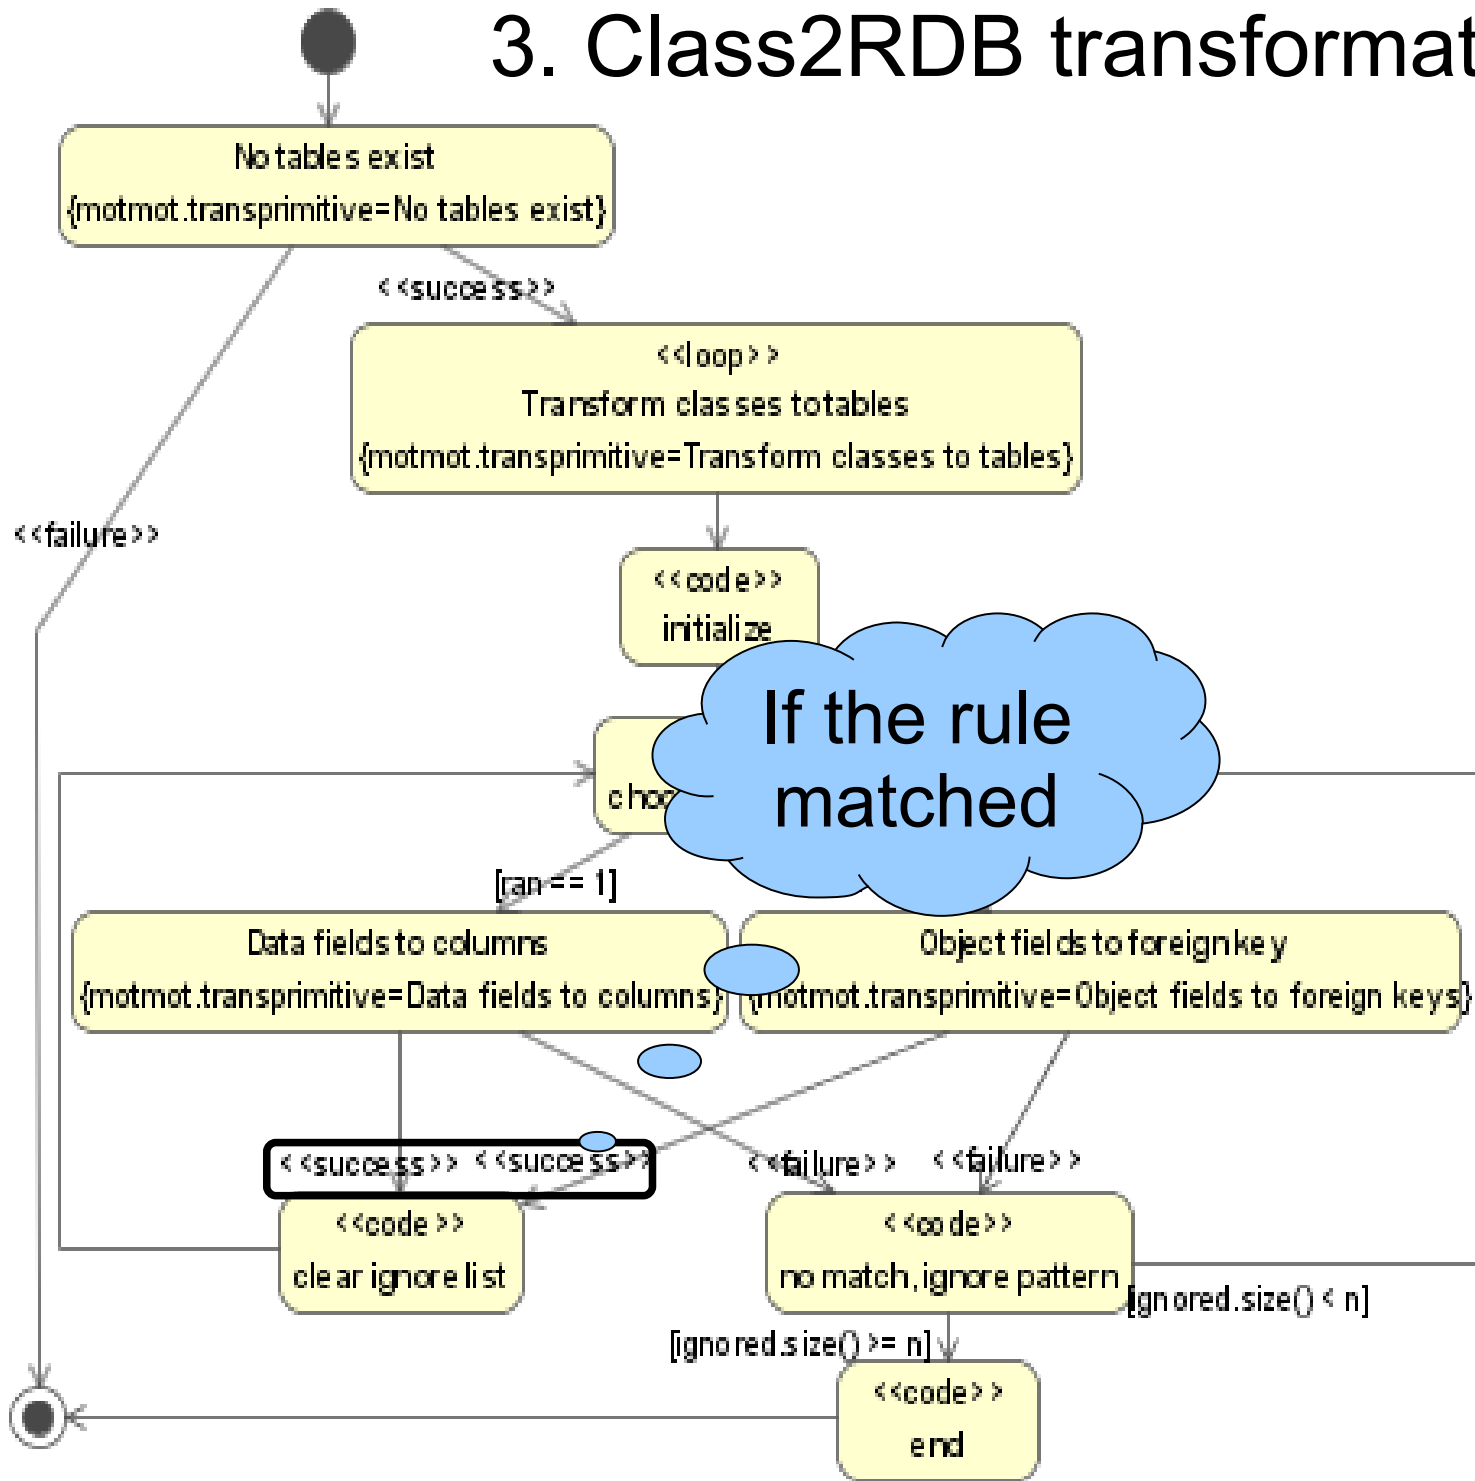 3. Class2RDB transformat
No tables exist
{motmot.transprimitive=No tables exist}
<<success>>
<<loop>>
Transform classes to tables
{motmot.transprimitive=Transform classes to tables}
<<failure>>
<<code>>
initialize
If the rule
matched
choo
[ran == 1]
Data fields to columns
{motmot.transprimitive=Data fields to columns}
Object fields to foreign key
{motmot.transprimitive=Object fields to foreign keys}
<<success>> <<success>>
<<failure>> <<failure>>
<<code>>
clear ignore list
<<code>>
no match, ignore pattern
[ignored.size() < n]
[ignored.size() >= n]
<<code>>
end